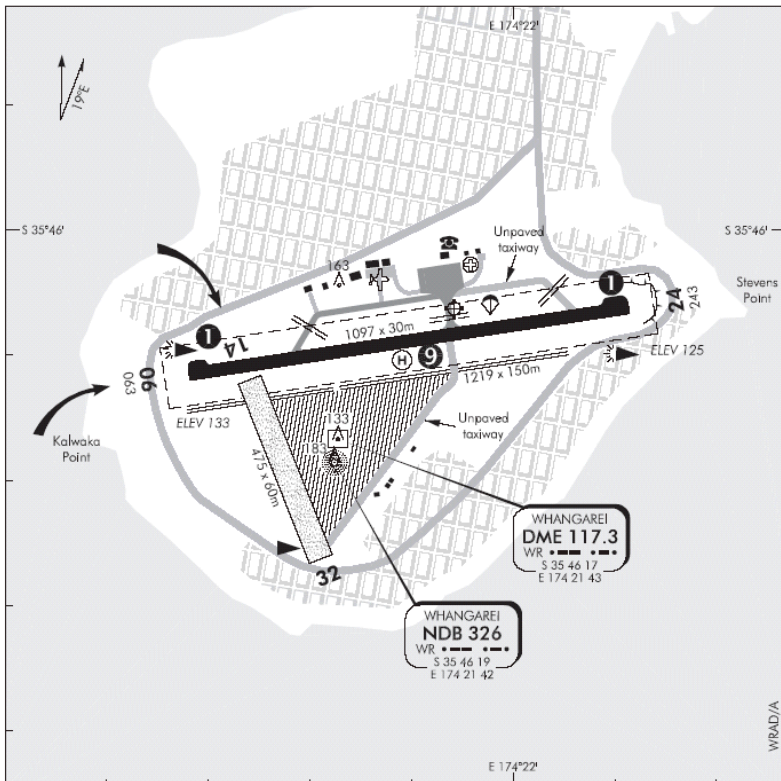 E 174°22'
19°E
S 35°46'
S 35°46'
Unpaved
taxiway
163
Stevens
Point
1
1
14
1097 x 30m
24
243
06
063
H
9
1219 x 150m
ELEV 125
ELEV 133
Kalwaka
Point
133
183
Unpaved
taxiway
475 x 60m
32
WHANGAREI
DME 117.3
WR •–– •–•
S 35 46 17
E 174 21 43
WHANGAREI
NDB 326
WR •–– •–•
S 35 46 19
E 174 21 42
E 174°22'
WRAD/A